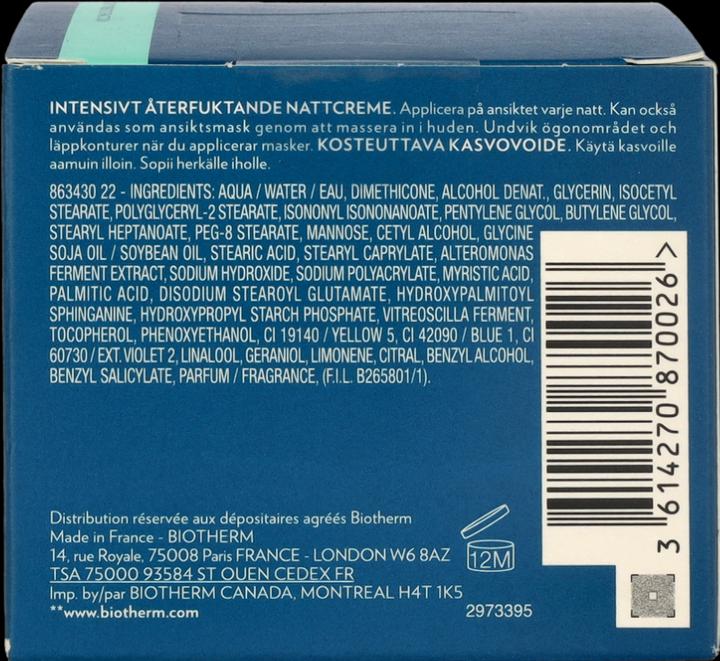 INTENSIVT ÅTERFUKTANDE NATTCREME. Applicera på ansiktet varje natt. Kan också
användas som ansiktsmask genom att massera in i huden. Undvik ögonområdet och
läppkonturer när du applicerar masker. KOSTEUTTAVA KASVOVOIDE. Käytä kasvoille
aamuin illoin. Sopii herkälle iholle.
863430 22 - INGREDIENTS: AQUA / WATER / EAU, DIMETHICONE, ALCOHOL DENAT., GLYCERIN, ISOCETYL
STEARATE, POLYGLYCERYL-2 STEARATE, ISONONYL ISONONANOATE, PENTYLENE GLYCOL, BUTYLENE GLYCOL,
STEARYL HEPTANOATE, PEG-8 STEARATE, MANNOSE, CETYL ALCOHOL, GLYCINE
SOJA OIL / SOYBEAN OIL, STEARIC ACID, STEARYL CAPRYLATE, ALTEROMONAS
FERMENT EXTRACT, SODIUM HYDROXIDE, SODIUM POLYACRYLATE, MYRISTIC ACID,
PALMITIC ACID, DISODIUM STEAROYL GLUTAMATE, HYDROXYPALMITOYL
SPHINGANINE, HYDROXYPROPYL STARCH PHOSPHATE, VITREOSCILLA FERMENT,
TOCOPHEROL, PHENOXYETHANOL, CI 19140 / YELLOW 5, CI 42090 / BLUE 1, CI
60730 / EXT. VIOLET 2, LINALOOL, GERANIOL, LIMONENE, CITRAL, BENZYL ALCOHOL,
BENZYL SALICYLATE, PARFUM / FRAGRANCE, (F.I.L. B265801/1).
3 614270 870026 >
Distribution réservée aux dépositaires agréés Biotherm
Made in France - BIOTHERM
14, rue Royale, 75008 Paris FRANCE - LONDON W6 8AZ
TSA 75000 93584 ST OUEN CEDEX FR
Imp. by/par BIOTHERM CANADA, MONTREAL H4T 1K5
**www.biotherm.com
12M
2973395